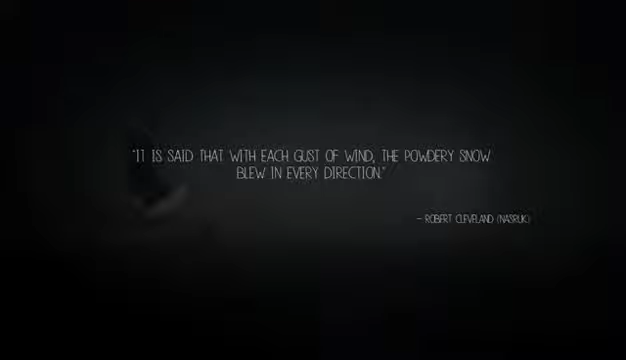 "IT IS SAID THAT WITH EACH GUST OF WIND, THE POWDERY SNOW
BLEW IN EVERY DIRECTION."
- ROBERT CLEVELAND (NASRUK)